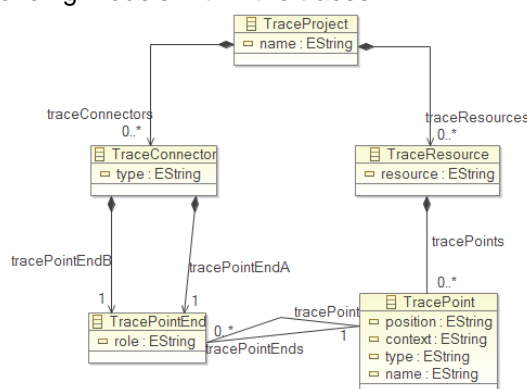 TraceProject
name : EString
traceConnectors
0..*
traceResources
0..*
TraceConnector
type : EString
TraceResource
resource : EString
tracePointEndB
1
tracePointEndA
1
tracePoints
0..*
TracePointEnd
role : EString
0..*
tracePointEnds
tracePoint
1
TracePoint
position : EString
context : EString
type : EString
name : EString